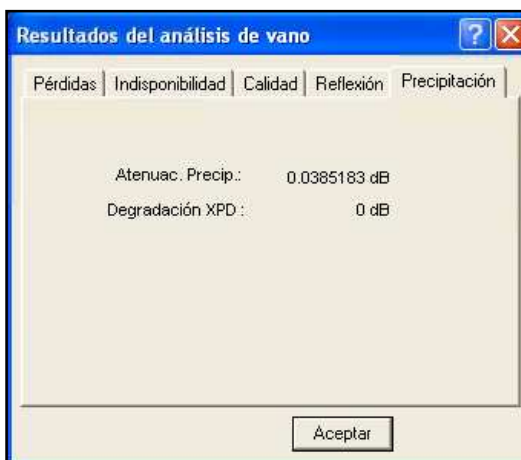 Resultados del análisis de vano
Pérdidas Indisponibilidad Calidad Reflexión Precipitación
Atenuac. Precip.: 0.0385183 dB
Degradación XPD : 0 dB
Aceptar